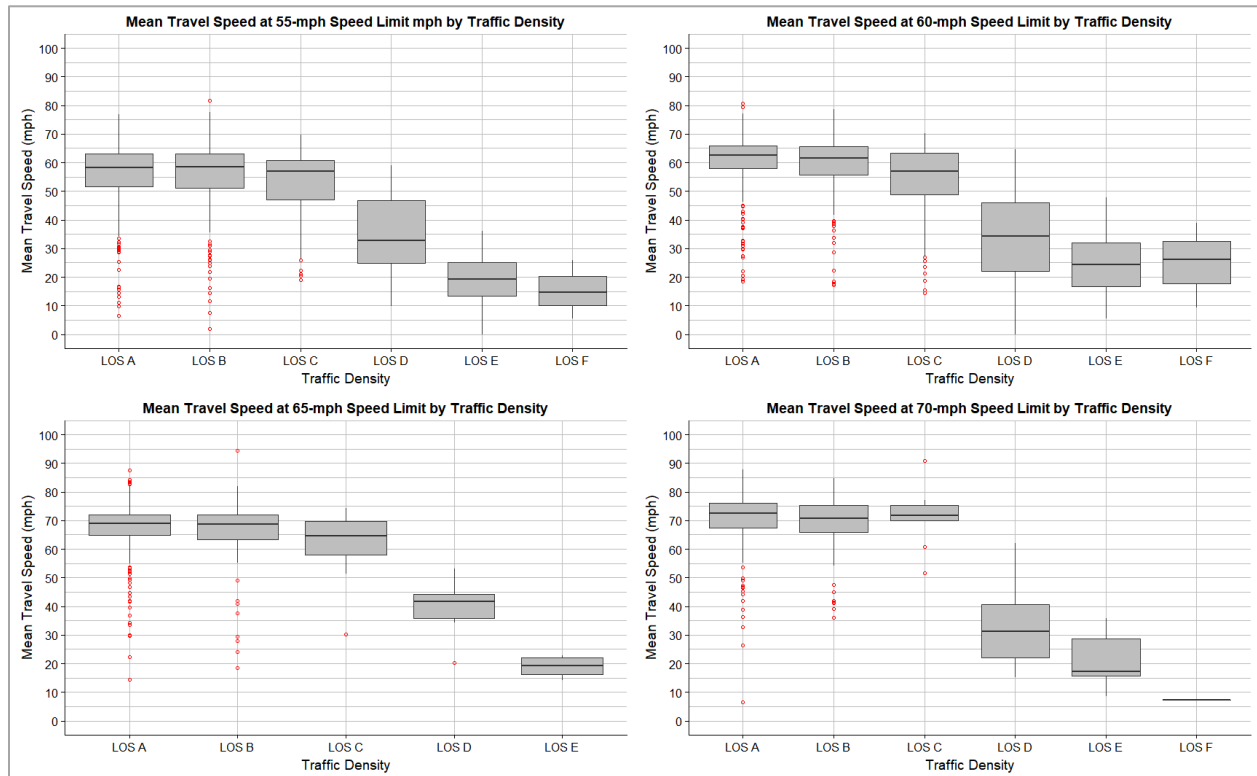 Mean Travel Speed at 55-mph Speed Limit mph by Traffic Density
Mean Travel Speed (mph)
100
90
80
70
60
50
40
30
20
10
0
LOS A LOS B LOS C LOS D LOS E LOS F
Traffic Density
Mean Travel Speed at 60-mph Speed Limit by Traffic Density
Mean Travel Speed (mph)
100
90
80
70
60
50
40
30
20
10
0
LOS A LOS B LOS C LOS D LOS E LOS F
Traffic Density
Mean Travel Speed at 65-mph Speed Limit by Traffic Density
Mean Travel Speed (mph)
100
90
80
70
60
50
40
30
20
10
0
LOS A LOS B LOS C LOS D LOS E
Traffic Density
Mean Travel Speed at 70-mph Speed Limit by Traffic Density
Mean Travel Speed (mph)
100
90
80
70
60
50
40
30
20
10
0
LOS A LOS B LOS C LOS D LOS E LOS F
Traffic Density